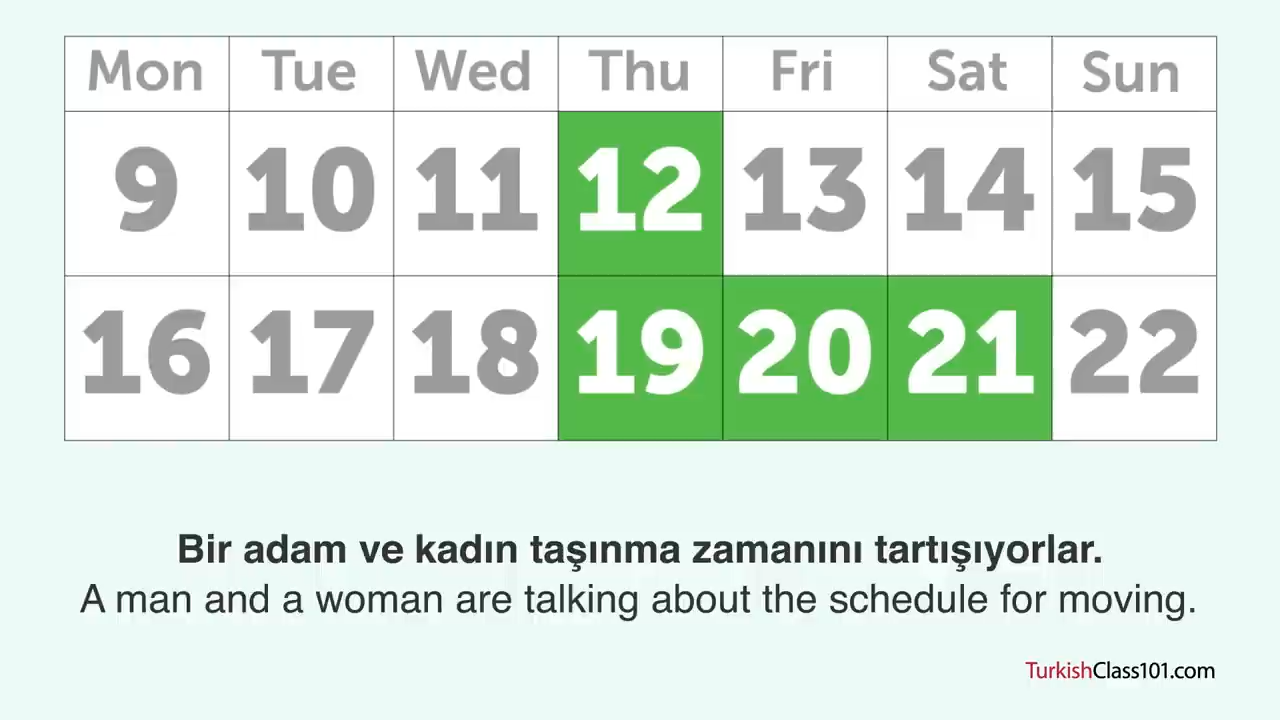 Mon Tue Wed Thu Fri Sat Sun
9 10 11 12 13 14 15
16 17 18 19 20 21 22
Bir adam ve kadın taşınma zamanını tartışıyorlar.
A man and a woman are talking about the schedule for moving.
TurkishClass101.com